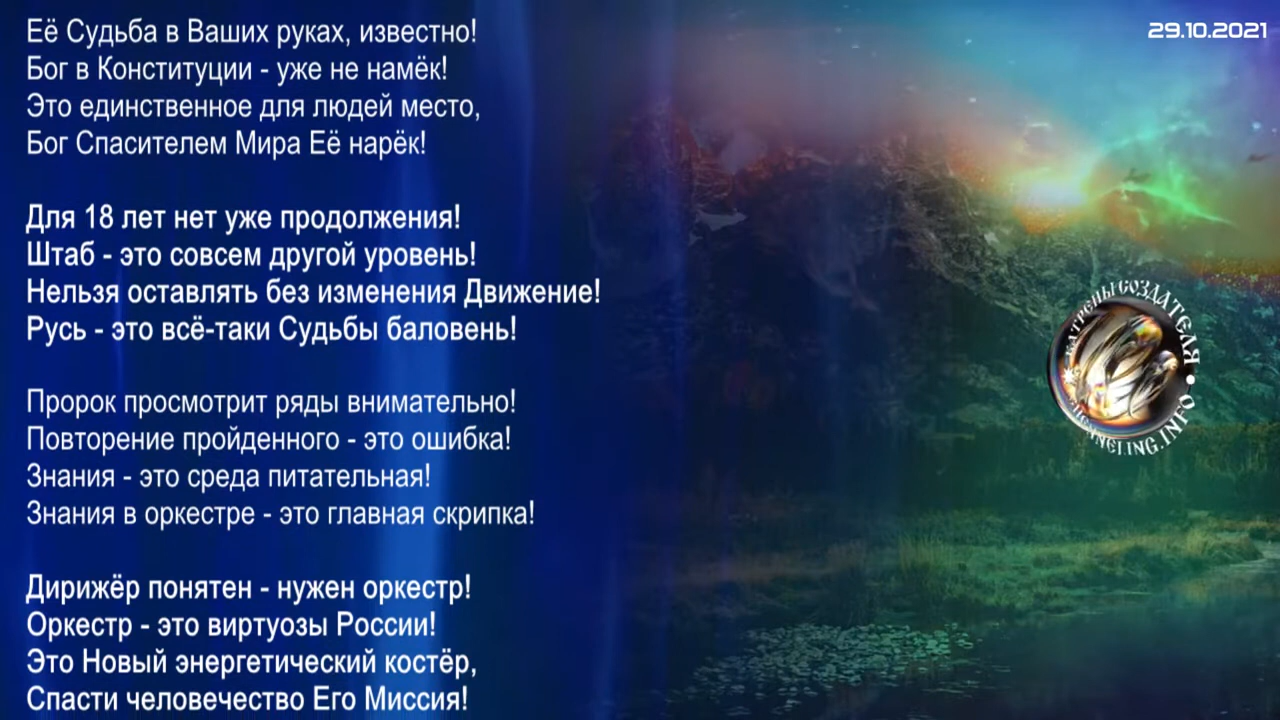 Её Судьба в Ваших руках, известно!
Бог в Конституции - уже не намёк!
Это единственное для людей место,
Бог Спасителем Мира Её нарёк!
Для 18 лет нет уже продолжения!
Штаб - это совсем другой уровень!
Нельзя оставлять без изменения Движение!
Русь - это всё-таки Судьбы баловень!
Пророк просмотрит ряды внимательно!
Повторение пройденного - это ошибка!
Знания - это среда питательная!
Знания в оркестре - это главная скрипка!
Дирижёр понятен - нужен оркестр!
Оркестр - это виртуозы России!
Это Новый энергетический костёр,
Спасти человечество Его Миссия!
29.10.2021
КАТРЕНЫ СОЗДАТЕЛЯ